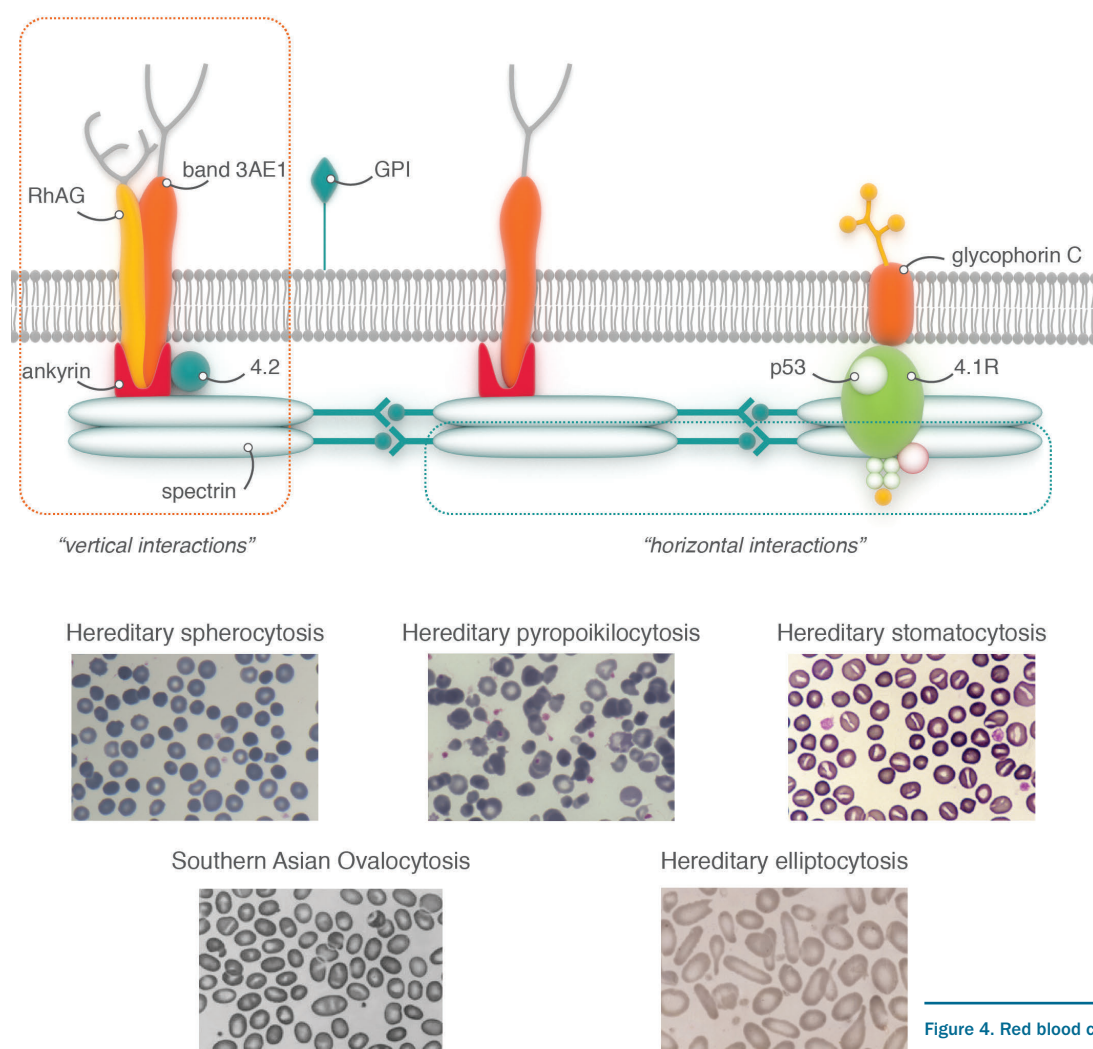 band 3AE1
GPI
RhAG
glycophorin C
ankyrin
4.2
p53
4.1R
spectrin
“vertical interactions”
“horizontal interactions”
Hereditary spherocytosis
Hereditary pyropoikilocytosis
Hereditary stomatocytosis
Southern Asian Ovalocytosis
Hereditary elliptocytosis
Figure 4. Red blood c